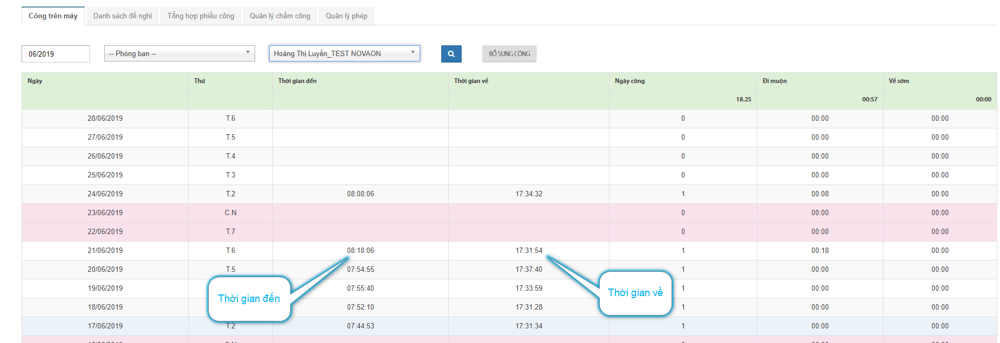 Công trên máy Danh sách đề nghị Tổng hợp phiếu công Quản lý chấm công Quản lý phép
06/2019 -- Phòng ban -- Hoàng Thị Luyến_TEST NOVAON BỔ SUNG CÔNG
Ngày Thứ Thời gian đến Thời gian về Ngày công Đi muộn Về sớm
18.25 00:57 00:00
28/06/2019 T.6 0 00:00 00:00
27/06/2019 T.5 0 00:00 00:00
26/06/2019 T.4 0 00:00 00:00
25/06/2019 T.3 0 00:00 00:00
24/06/2019 T.2 08:08:06 17:34:32 1 00:08 00:00
23/06/2019 C.N 0 00:00 00:00
22/06/2019 T.7 0 00:00 00:00
21/06/2019 T.6 08:18:06 17:31:54 1 00:18 00:00
20/06/2019 T.5 07:54:55 17:37:40 1 00:00 00:00
19/06/2019 07:55:40 17:33:59 1 00:00 00:00
Thời gian đến Thời gian về
18/06/2019 07:52:10 17:31:28 1 00:00 00:00
17/06/2019 T.2 07:44:53 17:31:34 1 00:00 00:00